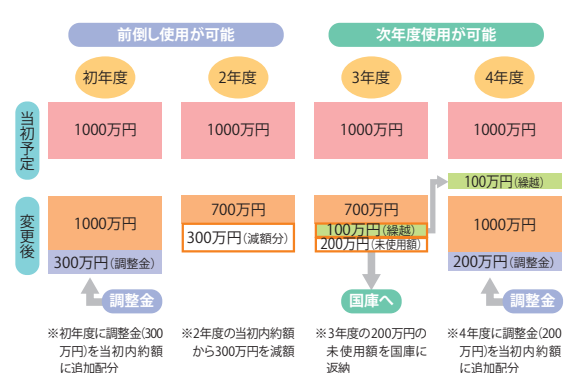 前倒し使用が可能
次年度使用が可能
初年度
2年度
3年度
4年度
当初予定
1000万円
1000万円
1000万円
1000万円
100万円(繰越)
変更後
1000万円
300万円(調整金)
700万円
300万円(減額分)
700万円
100万円(繰越)
200万円(未使用額)
1000万円
200万円(調整金)
調整金
国庫へ
調整金
※初年度に調整金(300
万円)を当初内約額
に追加配分
※2年度の当初内約額
から300万円を減額
※3年度の200万円の
未使用額を国庫に
返納
※4年度に調整金(200
万円)を当初内約額
に追加配分